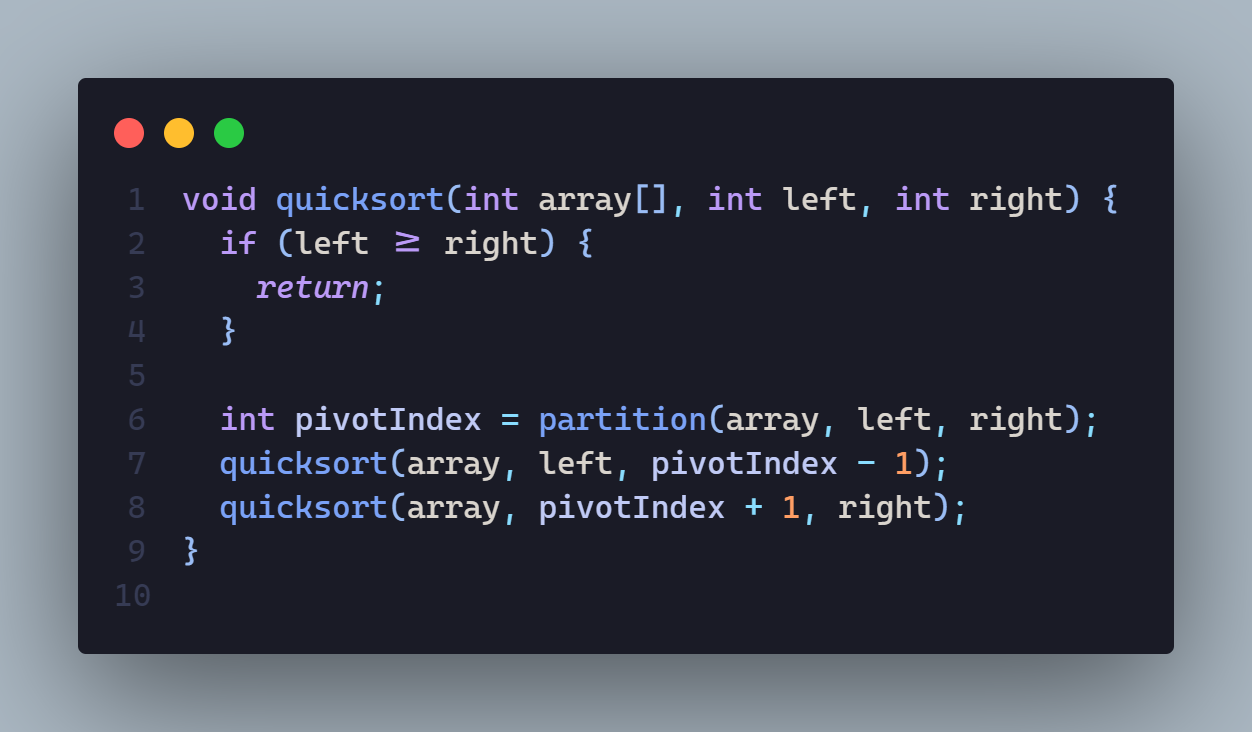 1 void quicksort(int array[], int left, int right) {
2   if (left ≥ right) {
3     return;
4   }
5
6   int pivotIndex = partition(array, left, right);
7   quicksort(array, left, pivotIndex - 1);
8   quicksort(array, pivotIndex + 1, right);
9 }
10